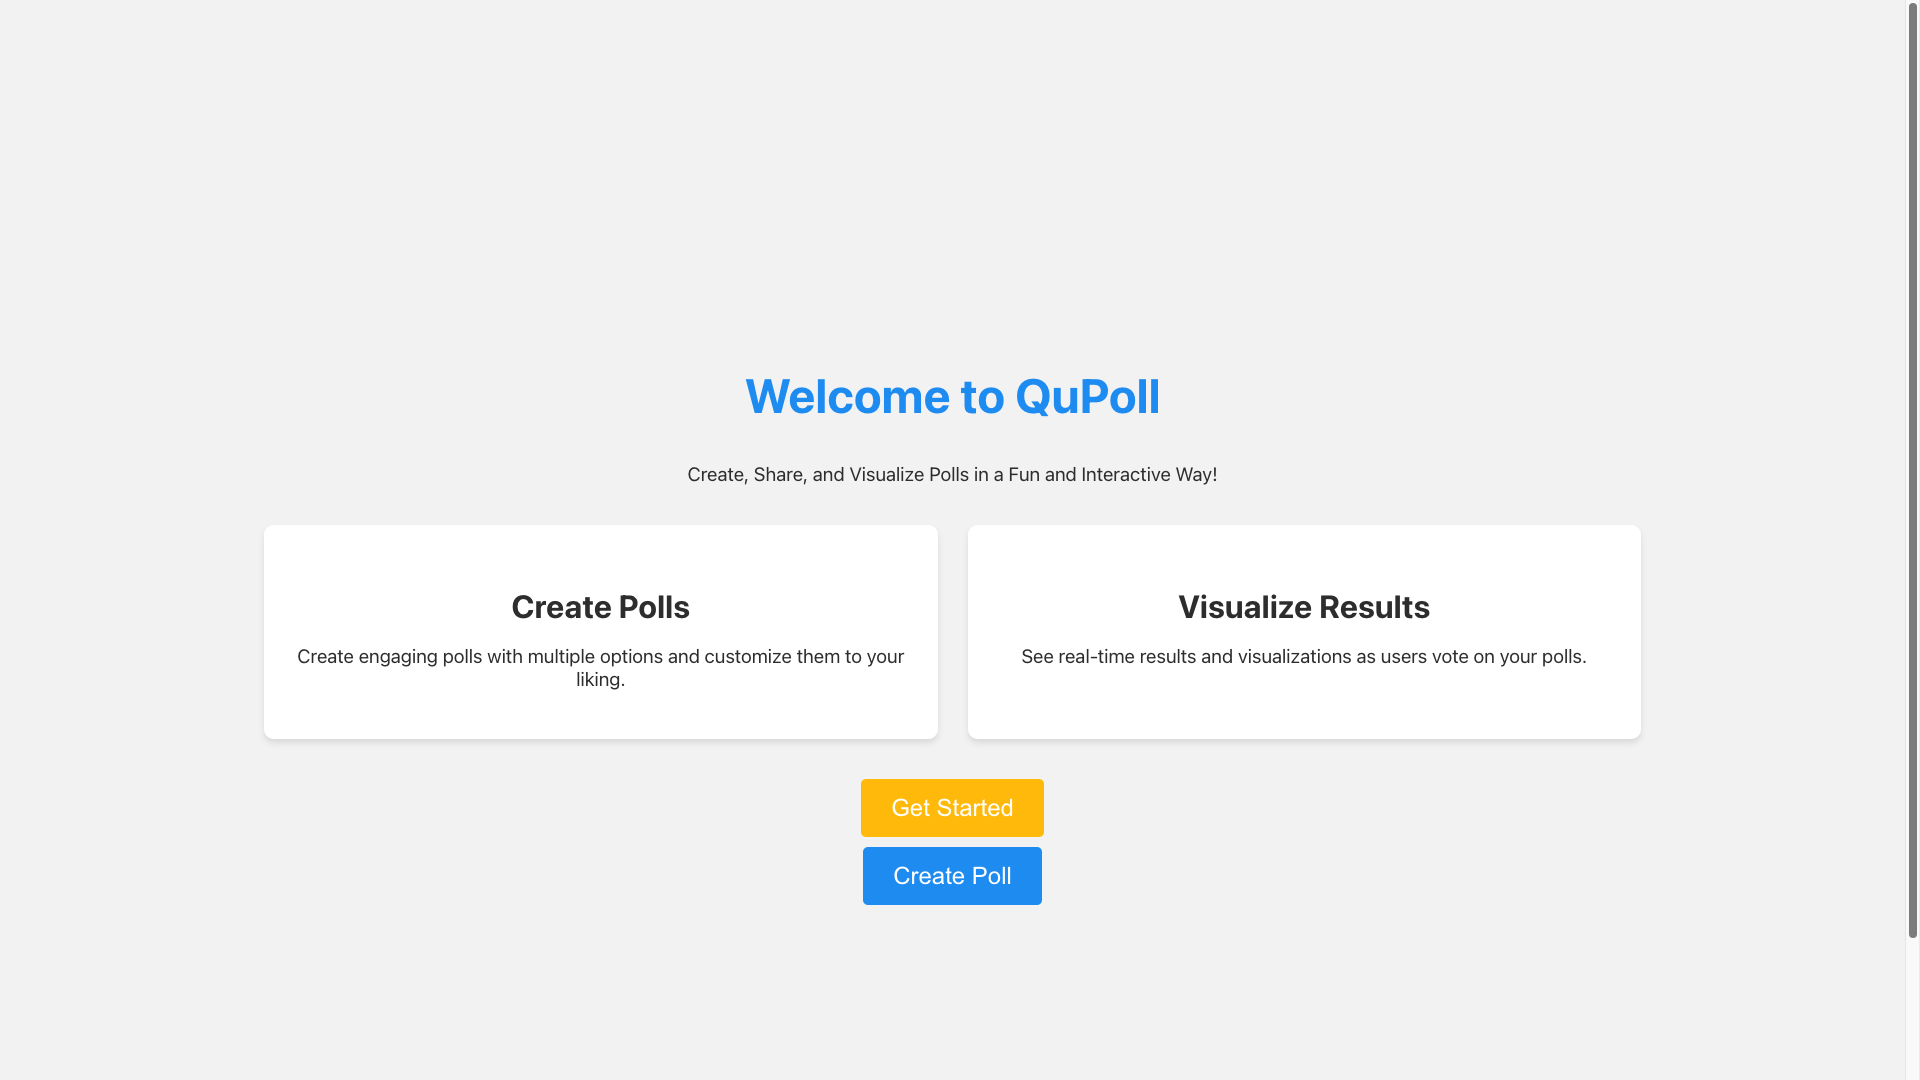 Welcome to QuPoll
Create, Share, and Visualize Polls in a Fun and Interactive Way!
Create Polls
Create engaging polls with multiple options and customize them to your
liking.
Visualize Results
See real-time results and visualizations as users vote on your polls.
Get Started
Create Poll